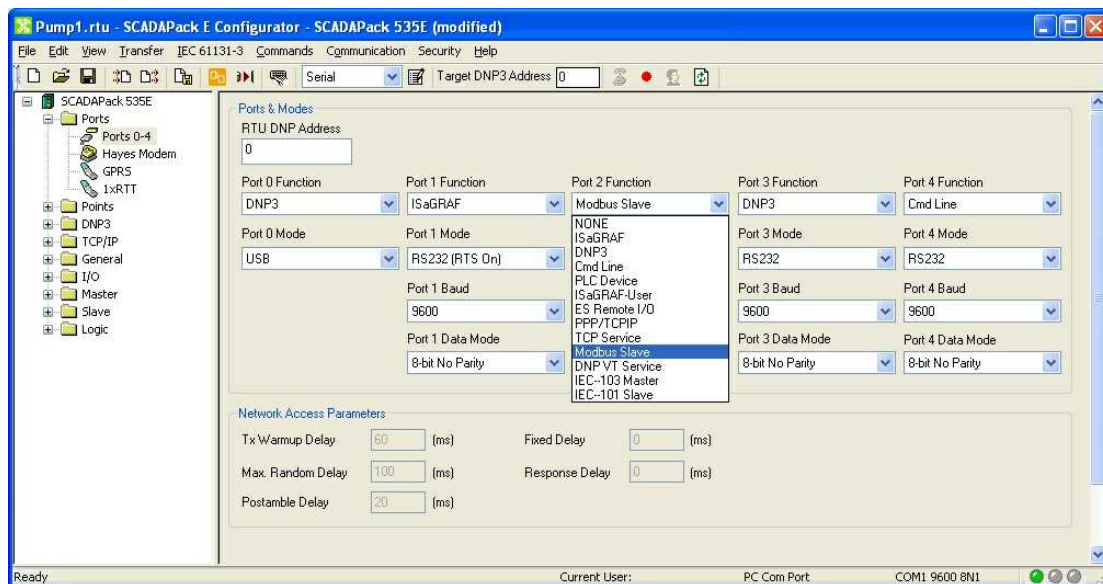 Pump1.rtu - SCADAPack E Configurator - SCADAPack 535E (modified)
File Edit View Transfer IEC 61131-3 Commands Communication Security Help
Serial Target DNP3 Address 0
SCADAPack 535E
Ports
Ports 0-4
Hayes Modem
GPRS
1xRTT
Points
DNP3
TCP/IP
General
I/O
Master
Slave
Logic
Ports & Modes
RTU DNP Address
0
Port 0 Function Port 1 Function Port 2 Function Port 3 Function Port 4 Function
DNP3 ISaGRAF Modbus Slave DNP3 Cmd Line
NONE
ISaGRAF
DNP3
Cmd Line
PLC Device
ISaGRAF-User
ES Remote I/O
PPP/TCPIP
TCP Service
Modbus Slave
DNP VT Service
IEC--103 Master
IEC--101 Slave
Port 0 Mode Port 1 Mode Port 3 Mode Port 4 Mode
USB RS232 (RTS On) RS232 RS232
Port 1 Baud Port 3 Baud Port 4 Baud
9600 9600 9600
Port 1 Data Mode Port 3 Data Mode Port 4 Data Mode
8-bit No Parity 8-bit No Parity 8-bit No Parity
Network Access Parameters
Tx Warmup Delay 60 (ms) Fixed Delay 0 (ms)
Max. Random Delay 100 (ms) Response Delay 0 (ms)
Postamble Delay 20 (ms)
Ready Current User: PC Com Port COM1 9600 8N1